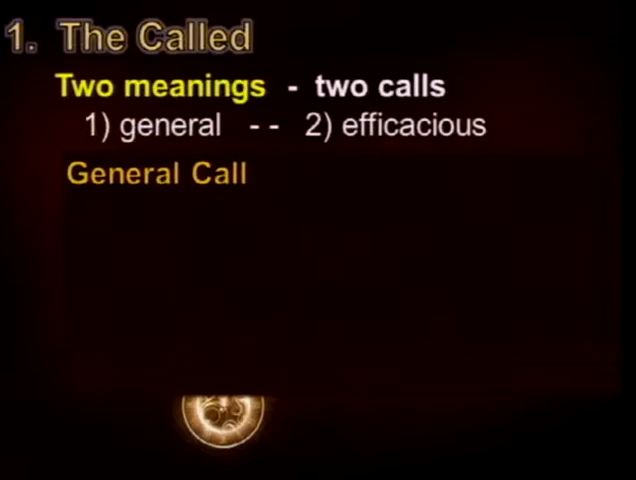 1. The Called
Two meanings - two calls
1) general - - 2) efficacious
General Call